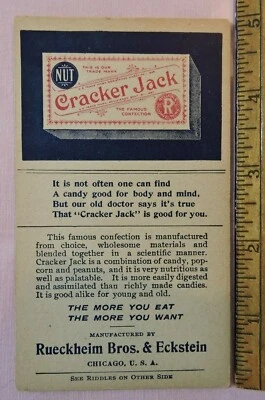 NUT
THIS IS OUR
TRADE MARK
Cracker Jack
THE FAMOUS
CONFECTION
R
It is not often one can find
A candy good for body and mind,
But our old doctor says it's true
That "Cracker Jack" is good for you.
This famous confection is manufactured
from choice, wholesome materials and
blended together in a scientific manner.
Cracker Jack is a combination of candy, pop-
corn and peanuts, and it is very nutritious as
well as palatable. It is more easily digested
and assimilated than richly made candies.
It is good alike for young and old.
THE MORE YOU EAT
THE MORE YOU WANT
MANUFACTURED BY
Rueckheim Bros. & Eckstein
CHICAGO, U. S. A.
SEE RIDDLES ON OTHER SIDE
1
2
3
4
5